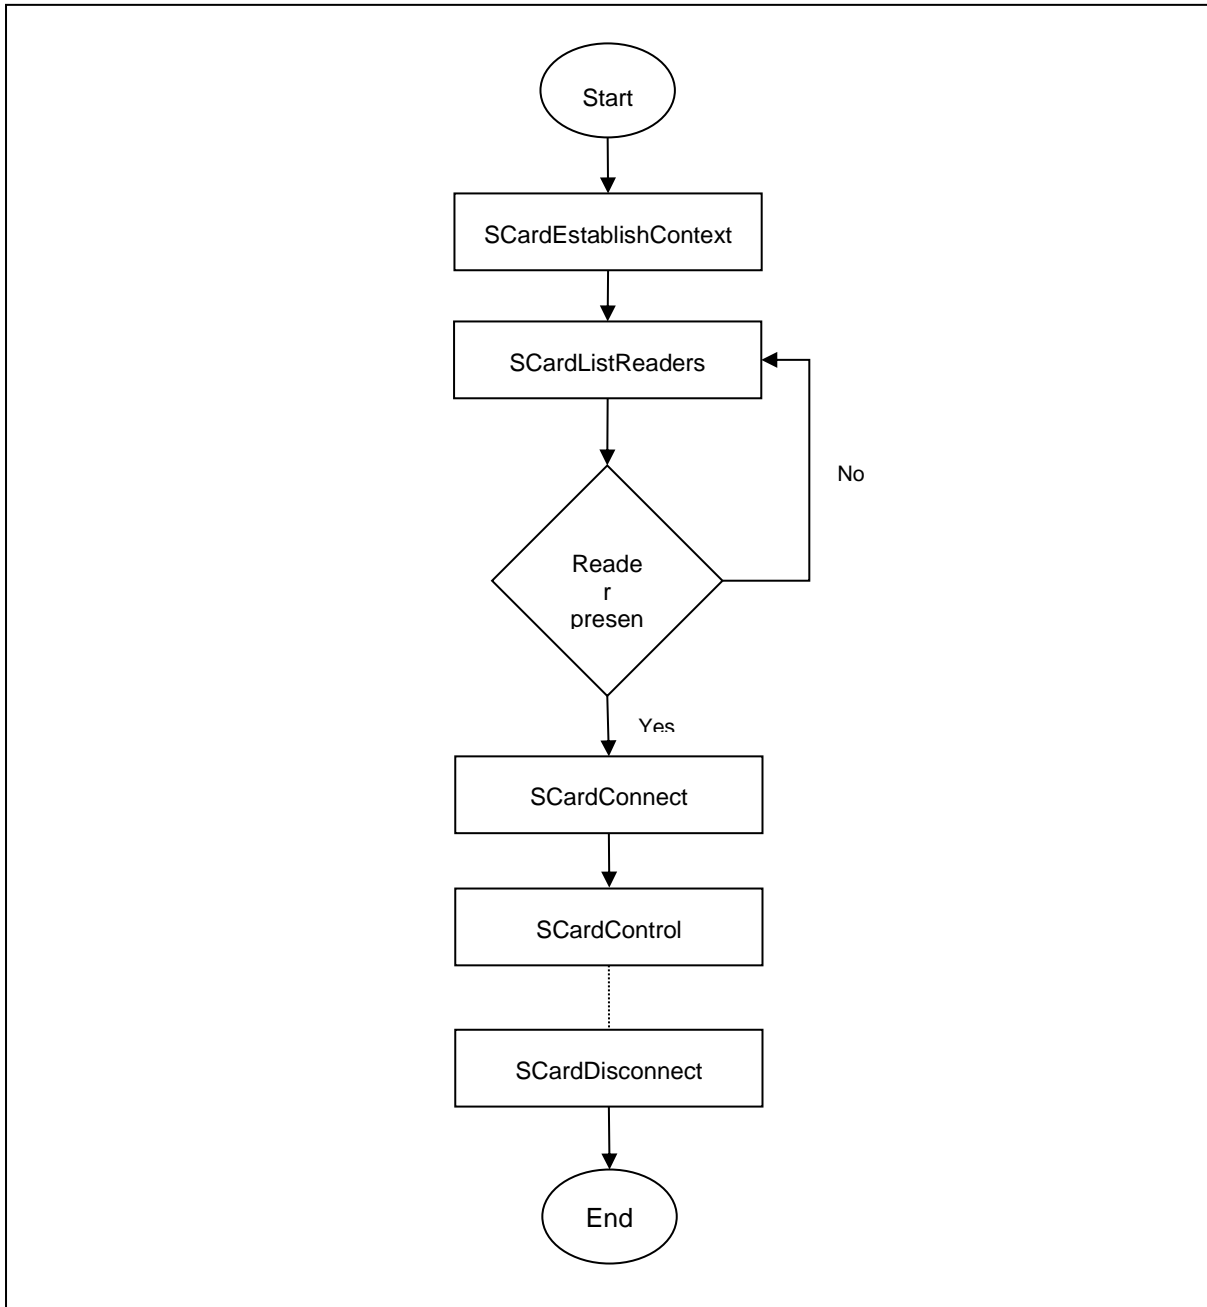 Start
SCardEstablishContext
SCardListReaders
No
Reade
r
presen
Yes
SCardConnect
SCardControl
SCardDisconnect
End